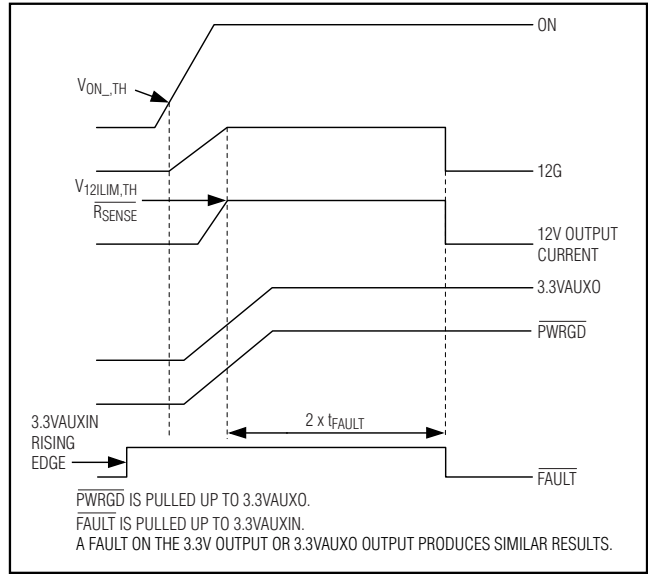 ON
VON_,TH
12G
V12ILIM,TH
RSENSE
12V OUTPUT
CURRENT
3.3VAUXO
PWRGD
3.3VAUXIN
RISING
EDGE
2 x tFAULT
FAULT
PWRGD IS PULLED UP TO 3.3VAUXO.
FAULT IS PULLED UP TO 3.3VAUXIN.
A FAULT ON THE 3.3V OUTPUT OR 3.3VAUXO OUTPUT PRODUCES SIMILAR RESULTS.